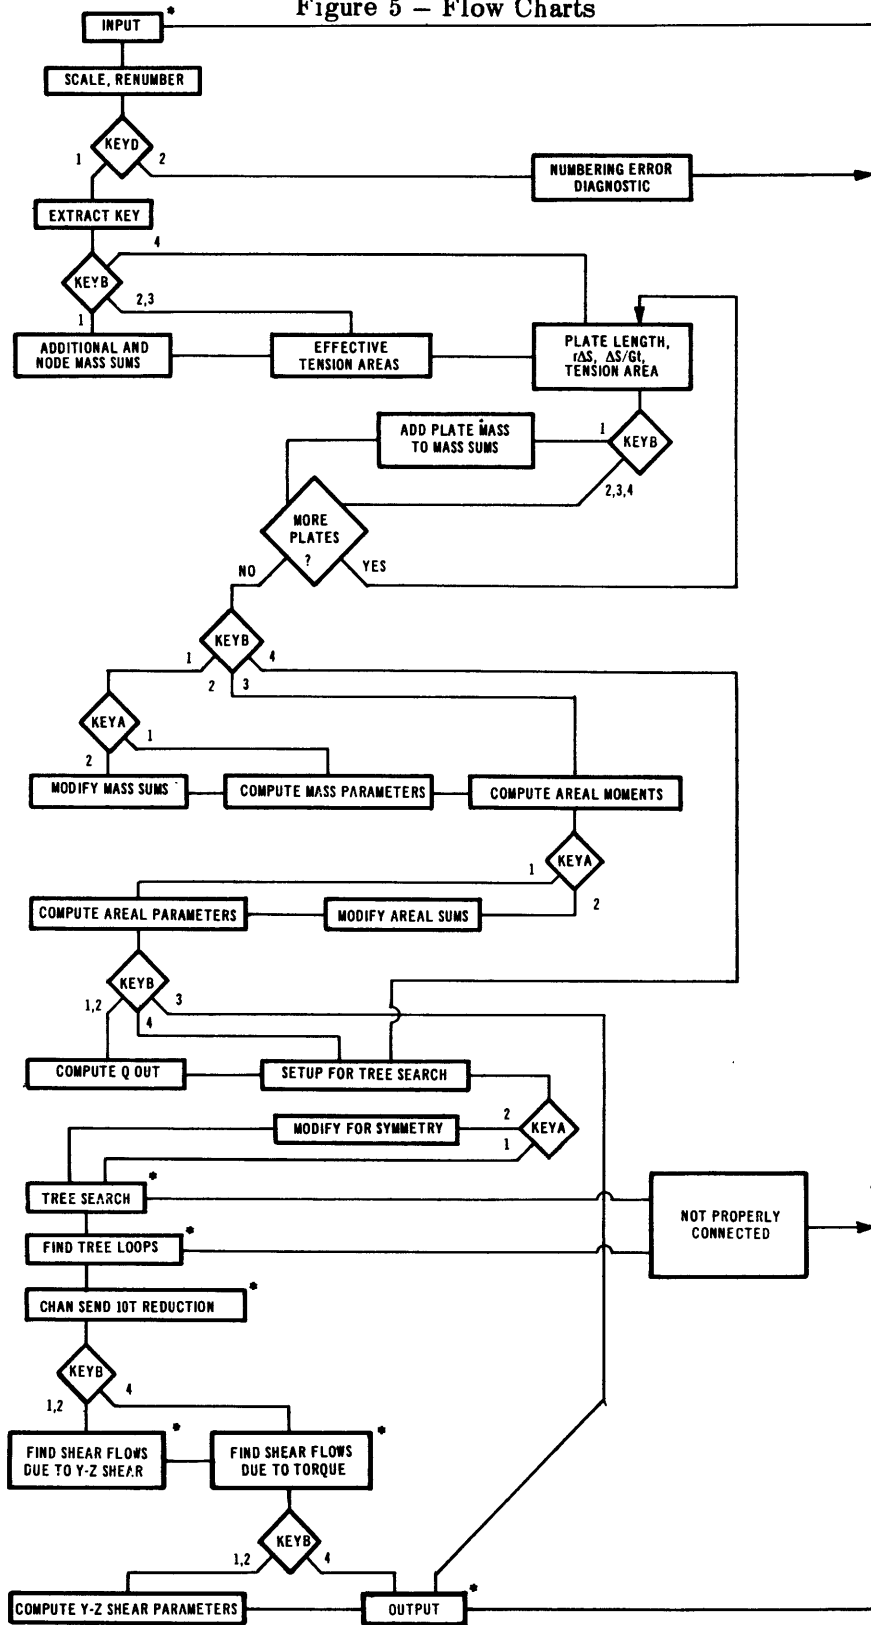 Figure 5 – Flow Charts
INPUT *
SCALE, RENUMBER
KEYD
1
2
NUMBERING ERROR
DIAGNOSTIC
EXTRACT KEY
4
KEYB
2,3
1
ADDITIONAL AND
NODE MASS SUMS
EFFECTIVE
TENSION AREAS
PLATE LENGTH,
rΔS, ΔS/Gt,
TENSION AREA
ADD PLATE MASS
TO MASS SUMS
1
KEYB
2,3,4
MORE
PLATES
?
NO
YES
KEYB
1
4
2
3
KEYA
1
2
MODIFY MASS SUMS
COMPUTE MASS PARAMETERS
COMPUTE AREAL MOMENTS
KEYA
1
2
COMPUTE AREAL PARAMETERS
MODIFY AREAL SUMS
KEYB
1,2
3
4
COMPUTE Q OUT
SETUP FOR TREE SEARCH
2
MODIFY FOR SYMMETRY
KEYA
1
TREE SEARCH *
NOT PROPERLY
CONNECTED
FIND TREE LOOPS *
CHAN SEND 10T REDUCTION *
KEYB
1,2
4
FIND SHEAR FLOWS
DUE TO Y-Z SHEAR *
FIND SHEAR FLOWS
DUE TO TORQUE *
KEYB
1,2
4
COMPUTE Y-Z SHEAR PARAMETERS
OUTPUT *